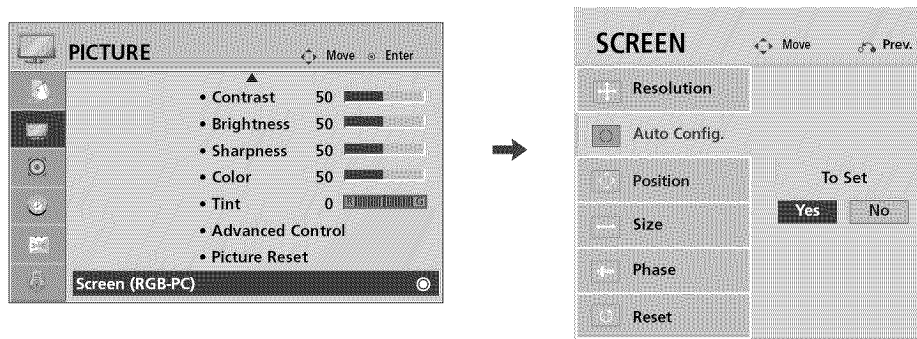 PICTURE Move Enter
• Contrast 50
• Brightness 50
• Sharpness 50
• Color 50
• Tint 0 R G
• Advanced Control
• Picture Reset
Screen (RGB-PC)
SCREEN Move Prev.
Resolution
Auto Config.
Position
Size
Phase
Reset
To Set
Yes No